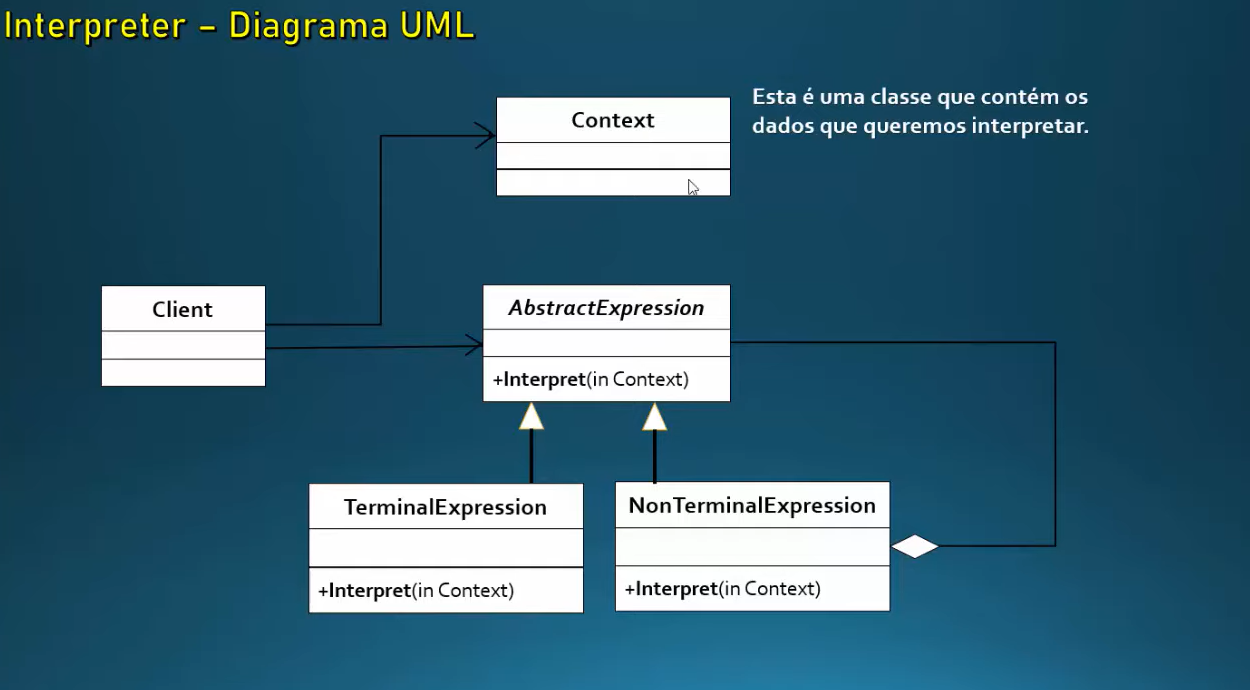 Interpreter – Diagrama UML
Context
Esta é uma classe que contém os
dados que queremos interpretar.
Client
AbstractExpression
+Interpret(in Context)
TerminalExpression
+Interpret(in Context)
NonTerminalExpression
+Interpret(in Context)